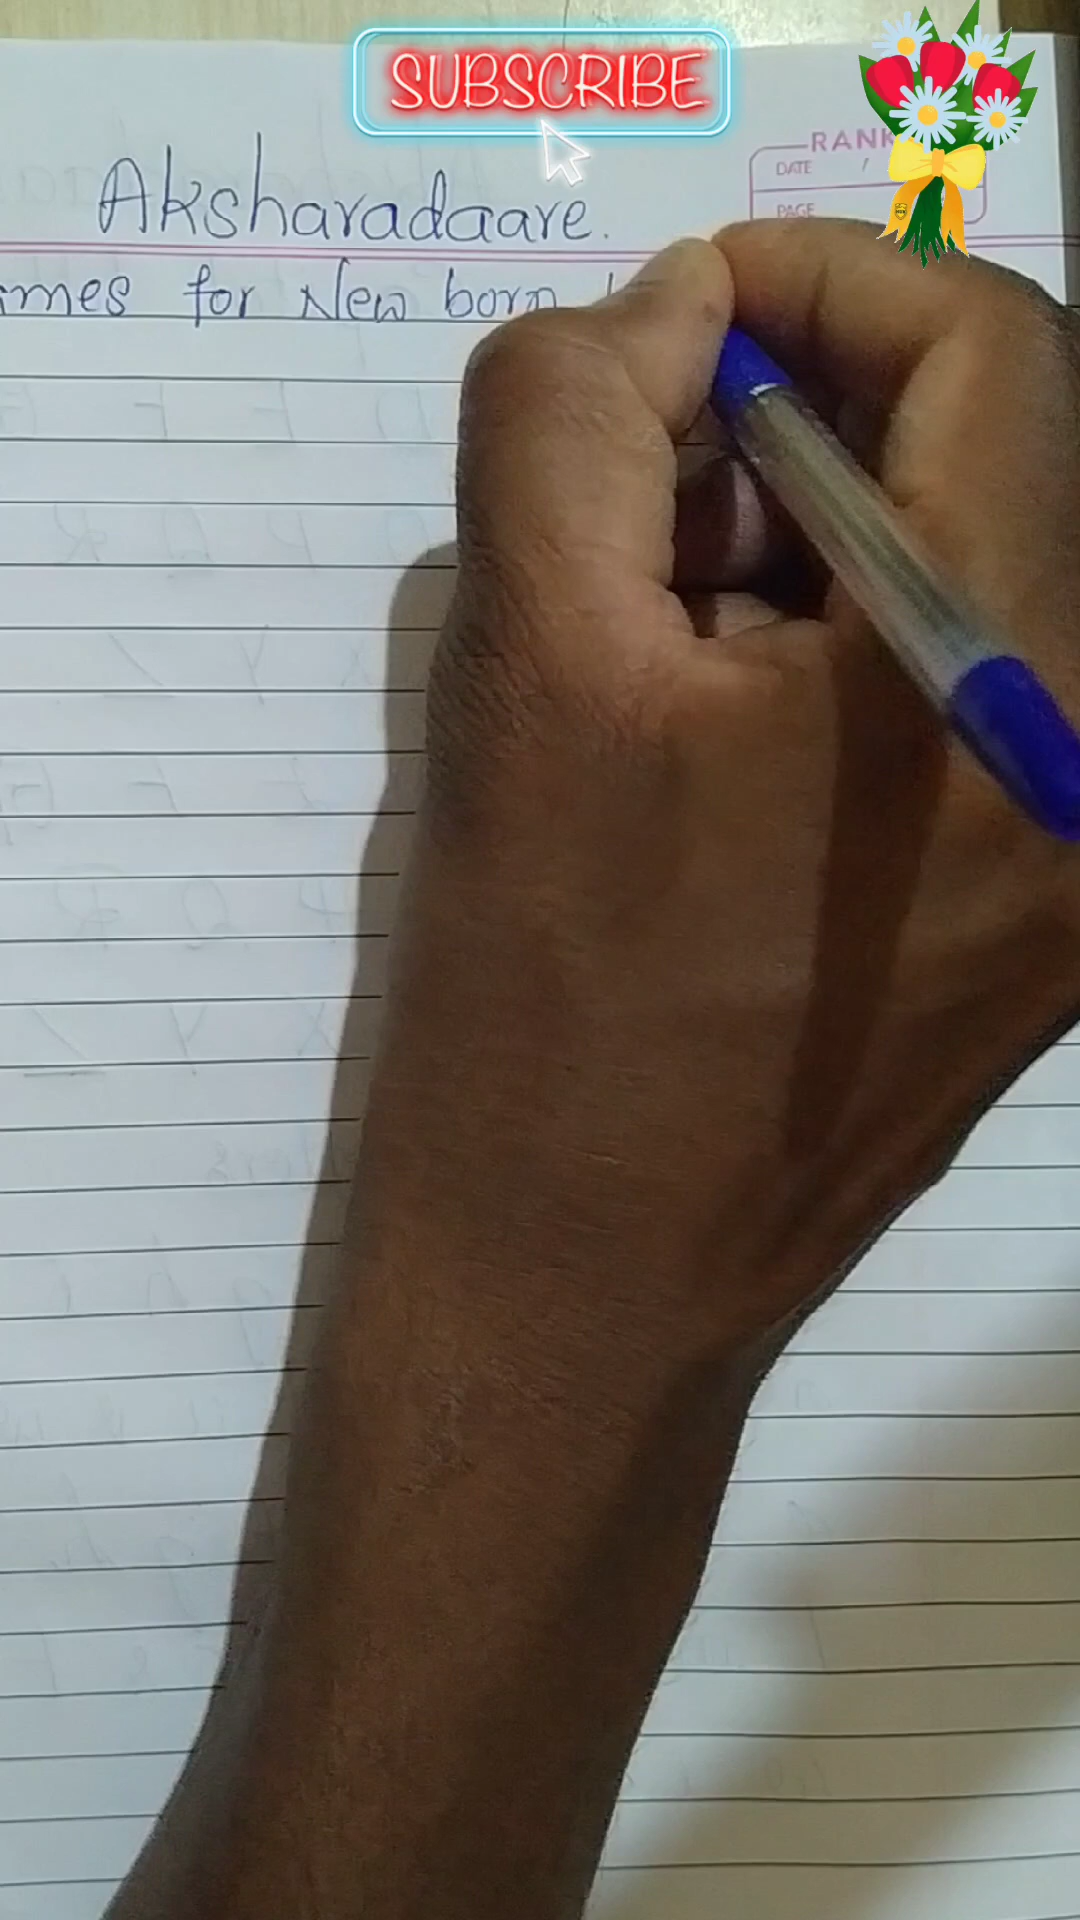 SUBSCRIBE
RANK
DATE /
PAGE
Aksharadaare.
for New born